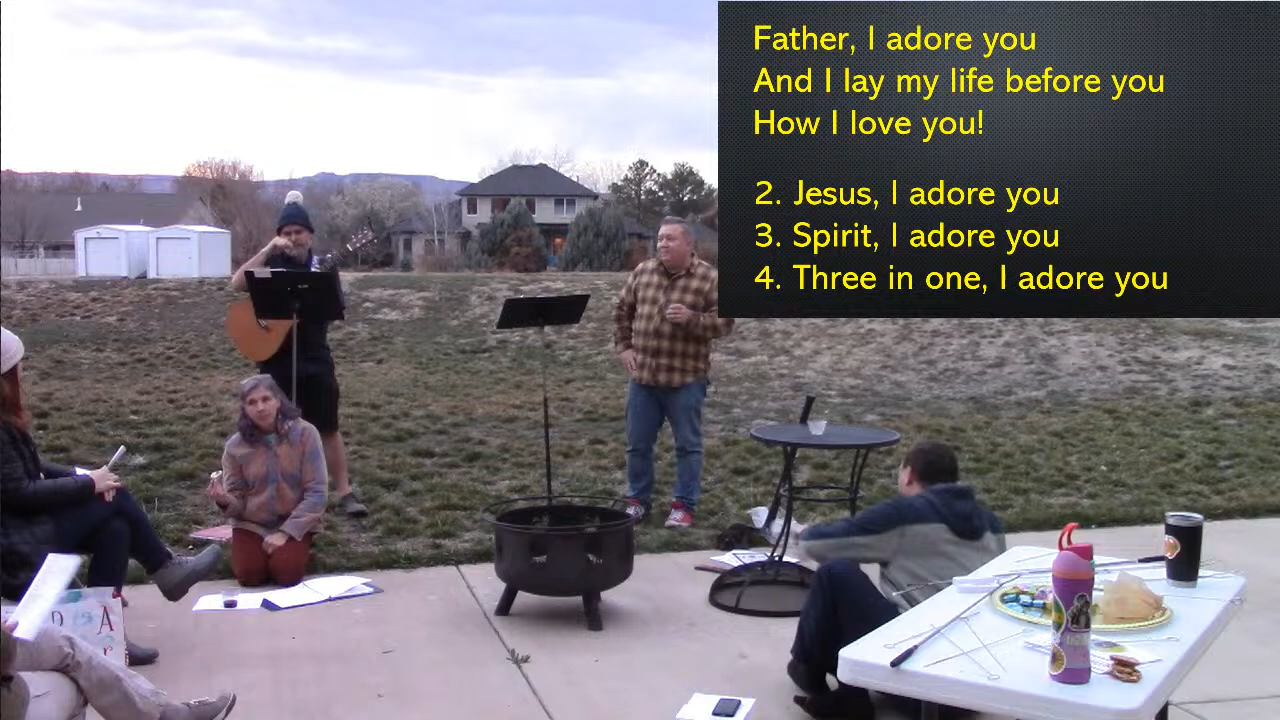 Father, I adore you
And I lay my life before you
How I love you!
2. Jesus, I adore you
3. Spirit, I adore you
4. Three in one, I adore you